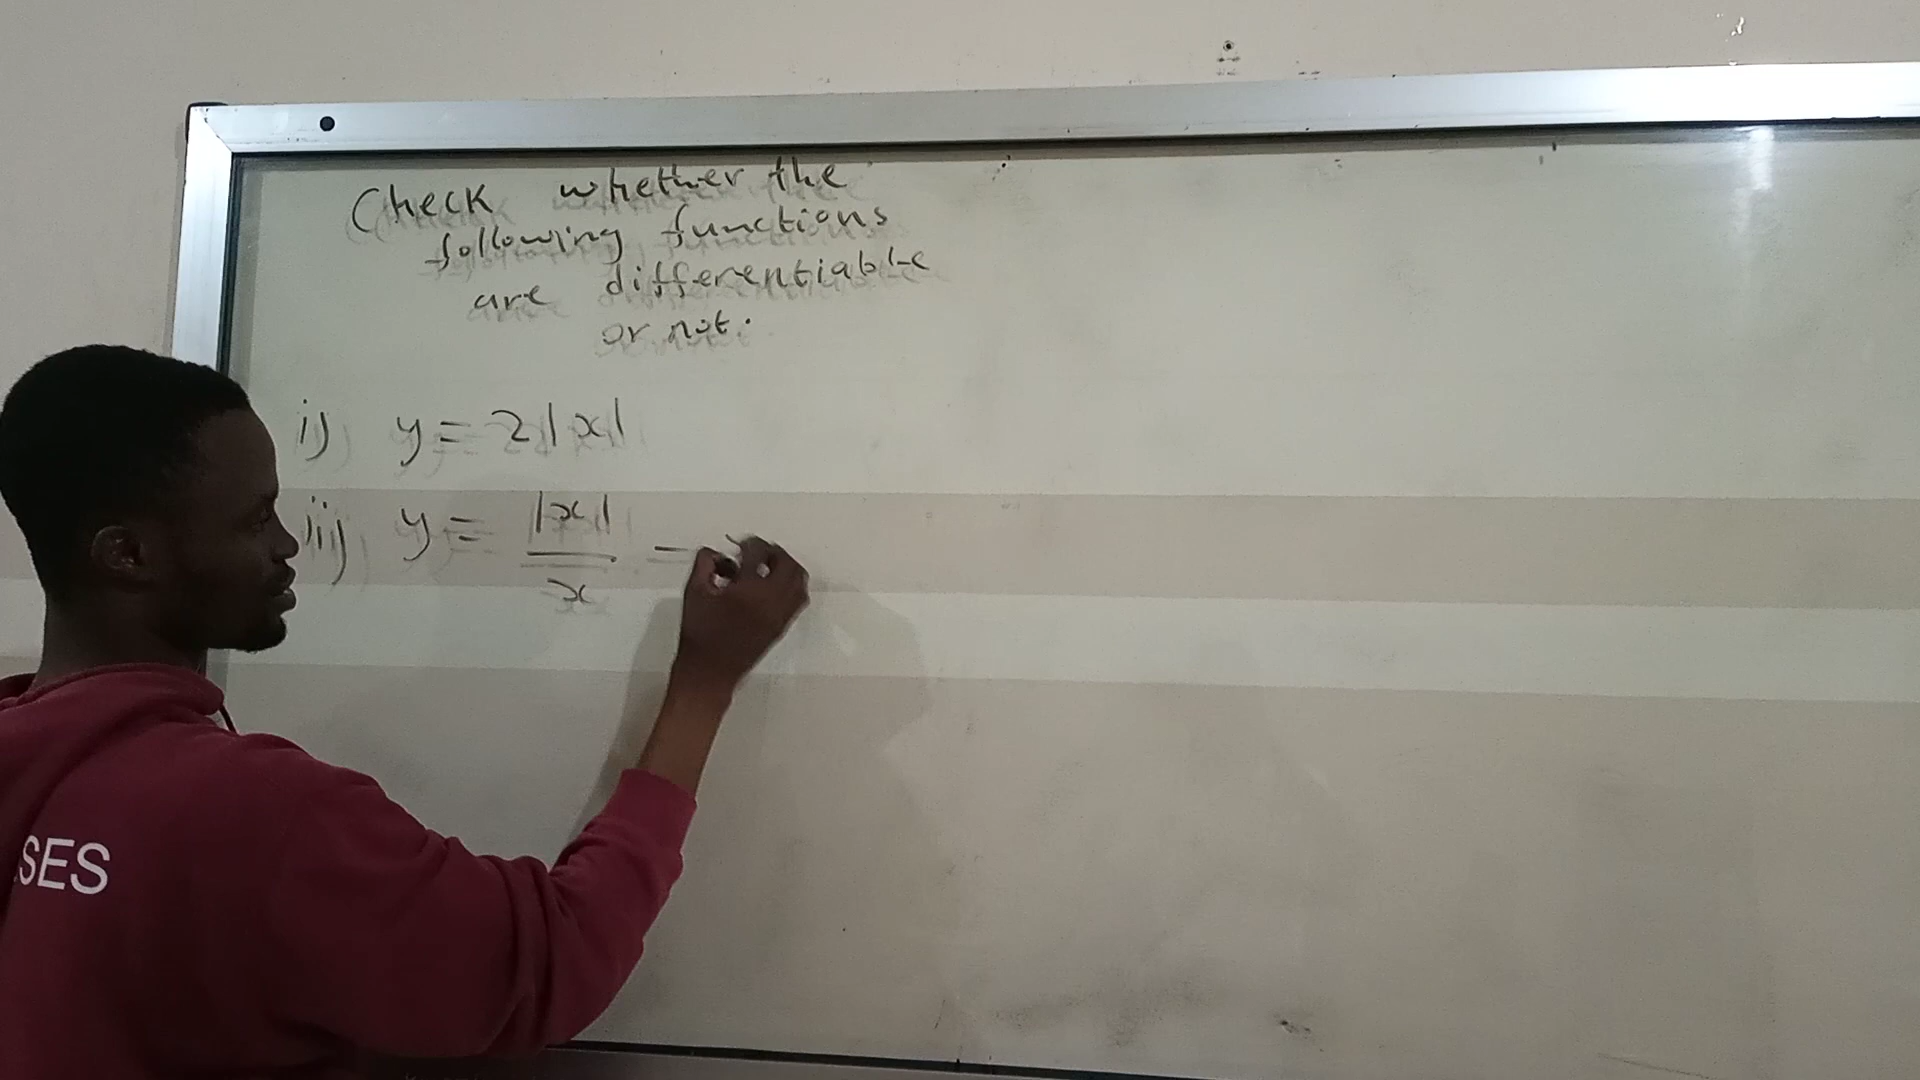 Check whether the
following functions
are differentiable
or not.
i) y = 2|x|
ii) y = |x|/x =
SES